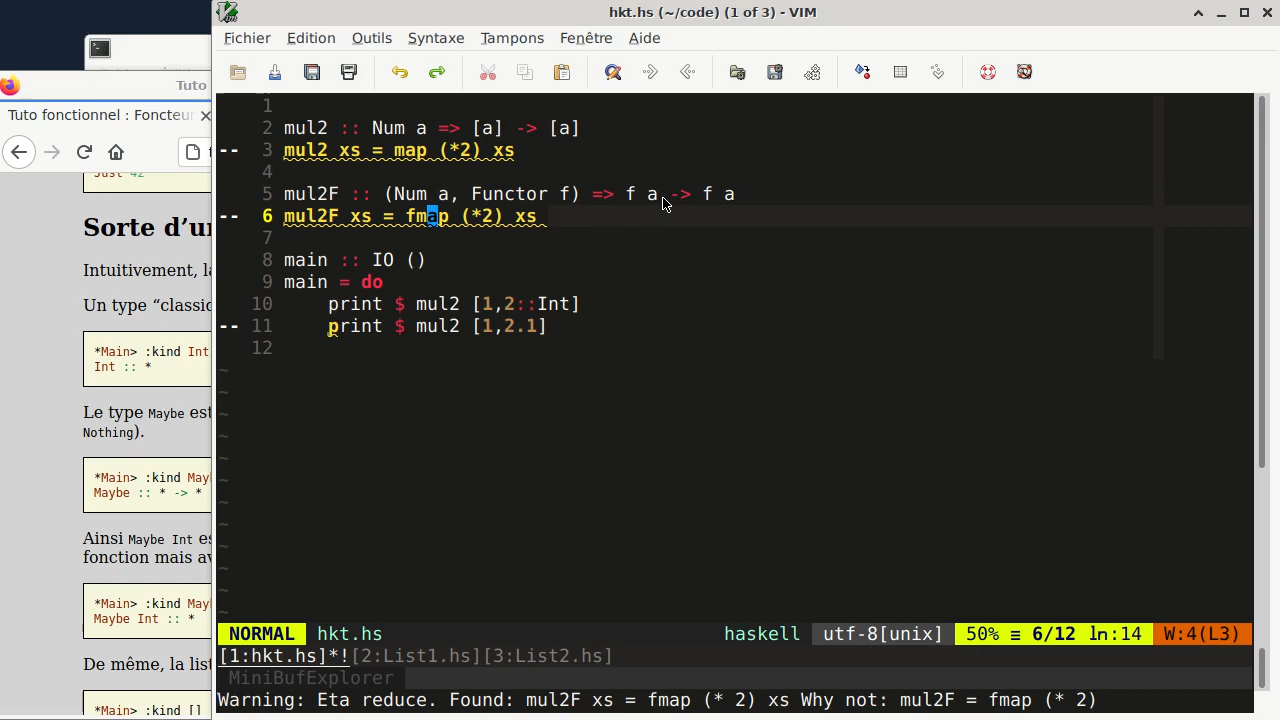 hkt.hs (~/code) (1 of 3) - VIM
Fichier Edition Outils Syntaxe Tampons Fenêtre Aide
Tuto
Tuto fonctionnel : Foncteu
Just 42
Sorte d’u
Intuitivement, l
Un type “classic
*Main> :kind Int
Int :: *
Le type Maybe est
Nothing).
*Main> :kind May
Maybe :: * -> *
Ainsi Maybe Int es
fonction mais av
*Main> :kind May
Maybe Int :: *
De même, la list
*Main> :kind []
1
2 mul2 :: Num a => [a] -> [a]
-- 3 mul2 xs = map (*2) xs
4
5 mul2F :: (Num a, Functor f) => f a -> f a
-- 6 mul2F xs = fmap (*2) xs
7
8 main :: IO ()
9 main = do
10 print $ mul2 [1,2::Int]
-- 11 print $ mul2 [1,2.1]
12
~
~
~
~
~
~
~
~
~
~
~
~
NORMAL hkt.hs haskell utf-8[unix] 50% ≡ 6/12 ln:14 W:4(L3)
[1:hkt.hs]*![2:List1.hs][3:List2.hs]
MiniBufExplorer
Warning: Eta reduce. Found: mul2F xs = fmap (* 2) xs Why not: mul2F = fmap (* 2)